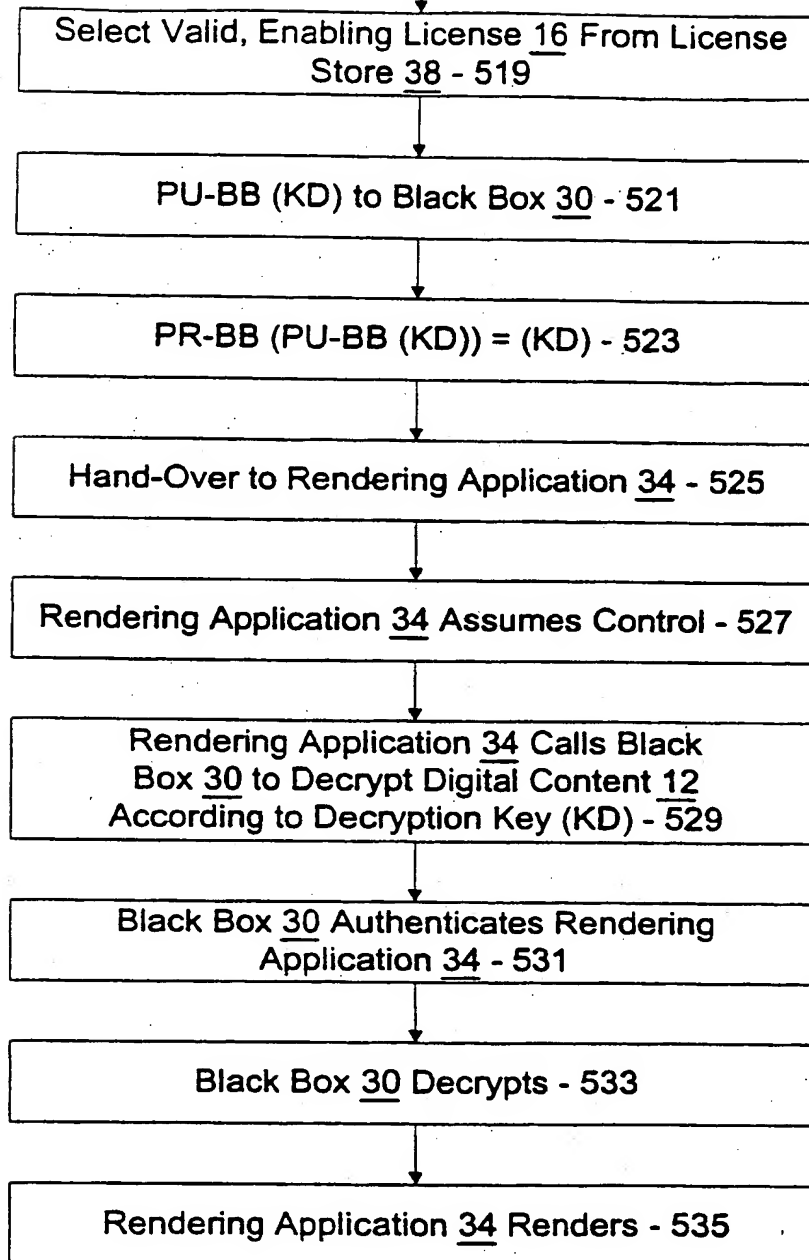 Select Valid, Enabling License 16 From License
Store 38 - 519
PU-BB (KD) to Black Box 30 - 521
PR-BB (PU-BB (KD)) = (KD) - 523
Hand-Over to Rendering Application 34 - 525
Rendering Application 34 Assumes Control - 527
Rendering Application 34 Calls Black
Box 30 to Decrypt Digital Content 12
According to Decryption Key (KD) - 529
Black Box 30 Authenticates Rendering
Application 34 - 531
Black Box 30 Decrypts - 533
Rendering Application 34 Renders - 535